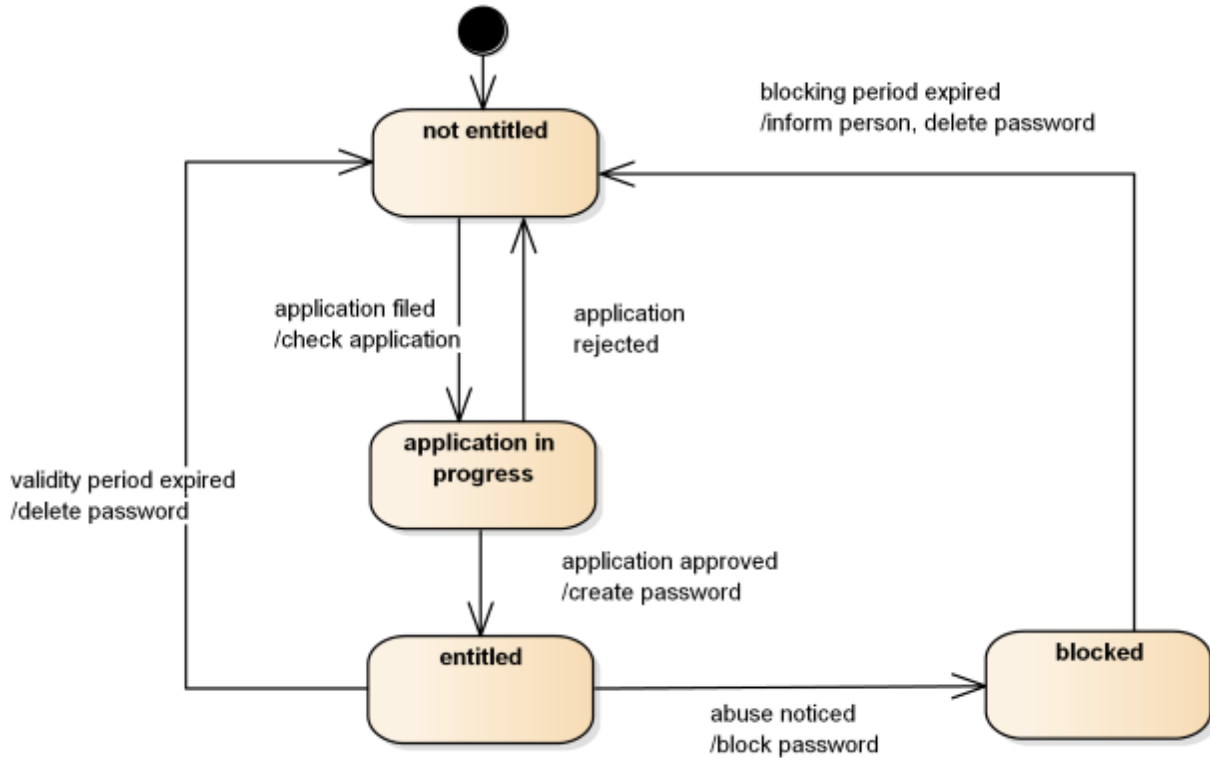 not entitled
blocking period expired
/inform person, delete password
application filed
/check application
application
rejected
application in
progress
validity period expired
/delete password
application approved
/create password
entitled
blocked
abuse noticed
/block password